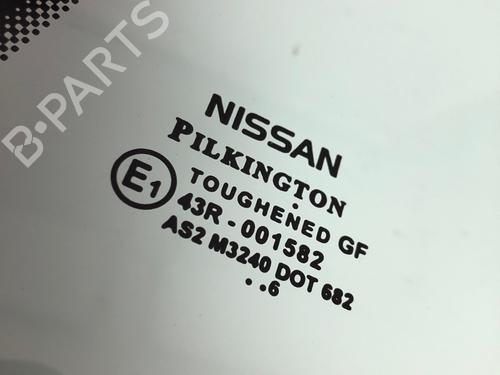 B-PARTS
NISSAN
PILKINGTON
TOUGHENED GF
E1
43R - 001582
AS2 M3240 DOT 682
. .6